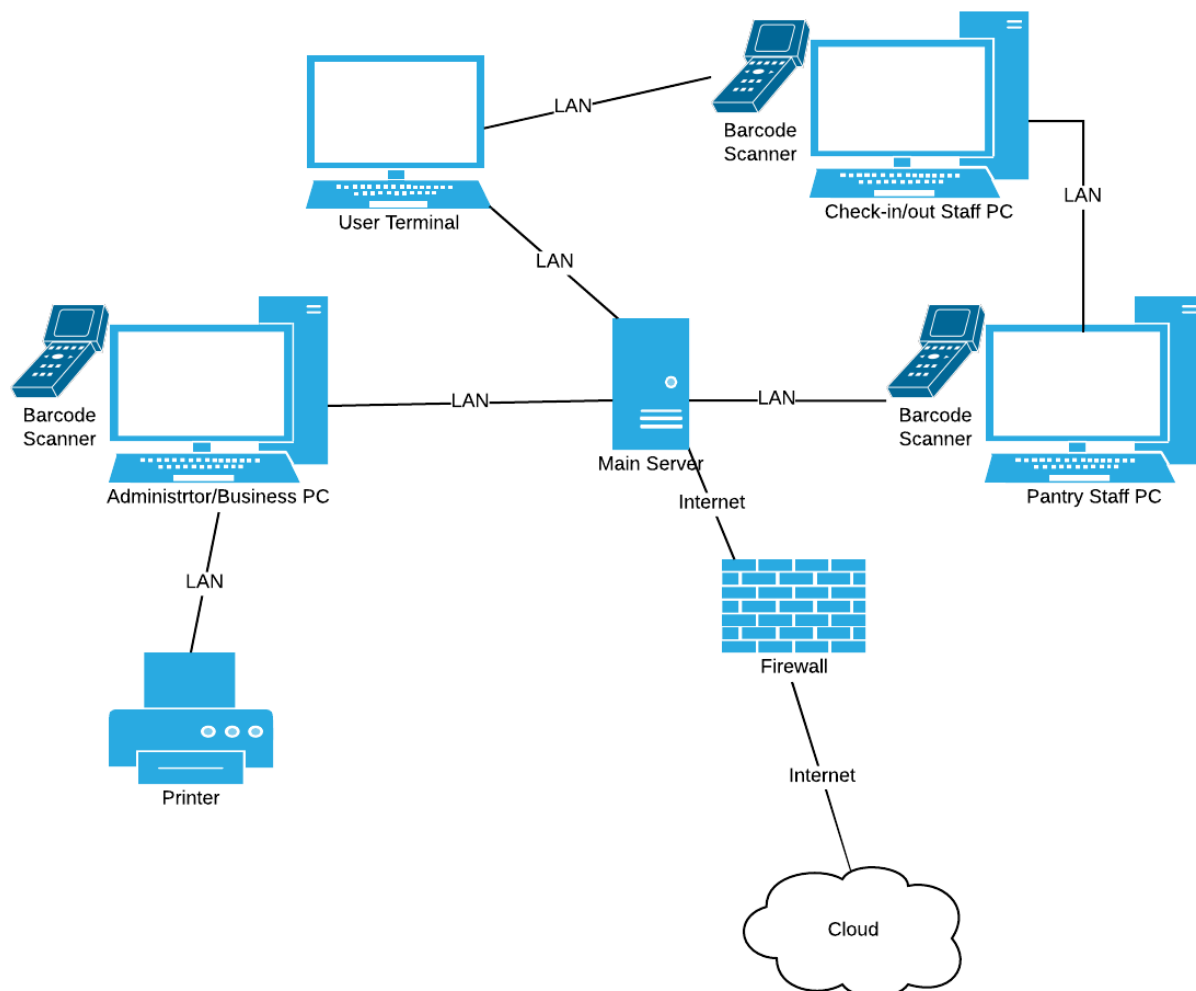 LAN
Barcode
Scanner
Check-in/out Staff PC
User Terminal
LAN
LAN
Barcode
Scanner
Administrtor/Business PC
LAN
Main Server
LAN
Barcode
Scanner
Pantry Staff PC
Internet
LAN
Firewall
Printer
Internet
Cloud